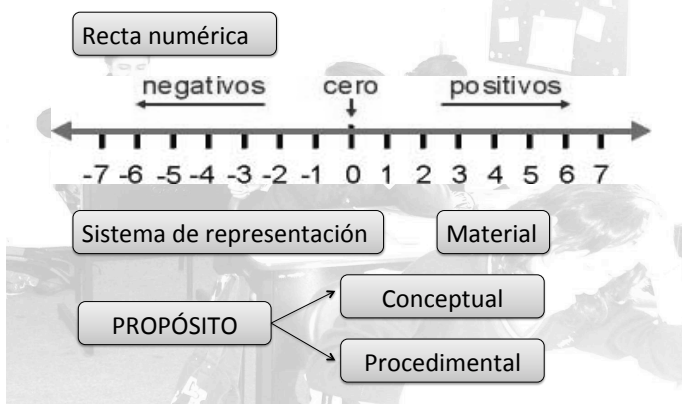 Recta numérica
negativos cero positivos
-7 -6 -5 -4 -3 -2 -1 0 1 2 3 4 5 6 7
Sistema de representación Material
Conceptual
PROPÓSITO
Procedimental